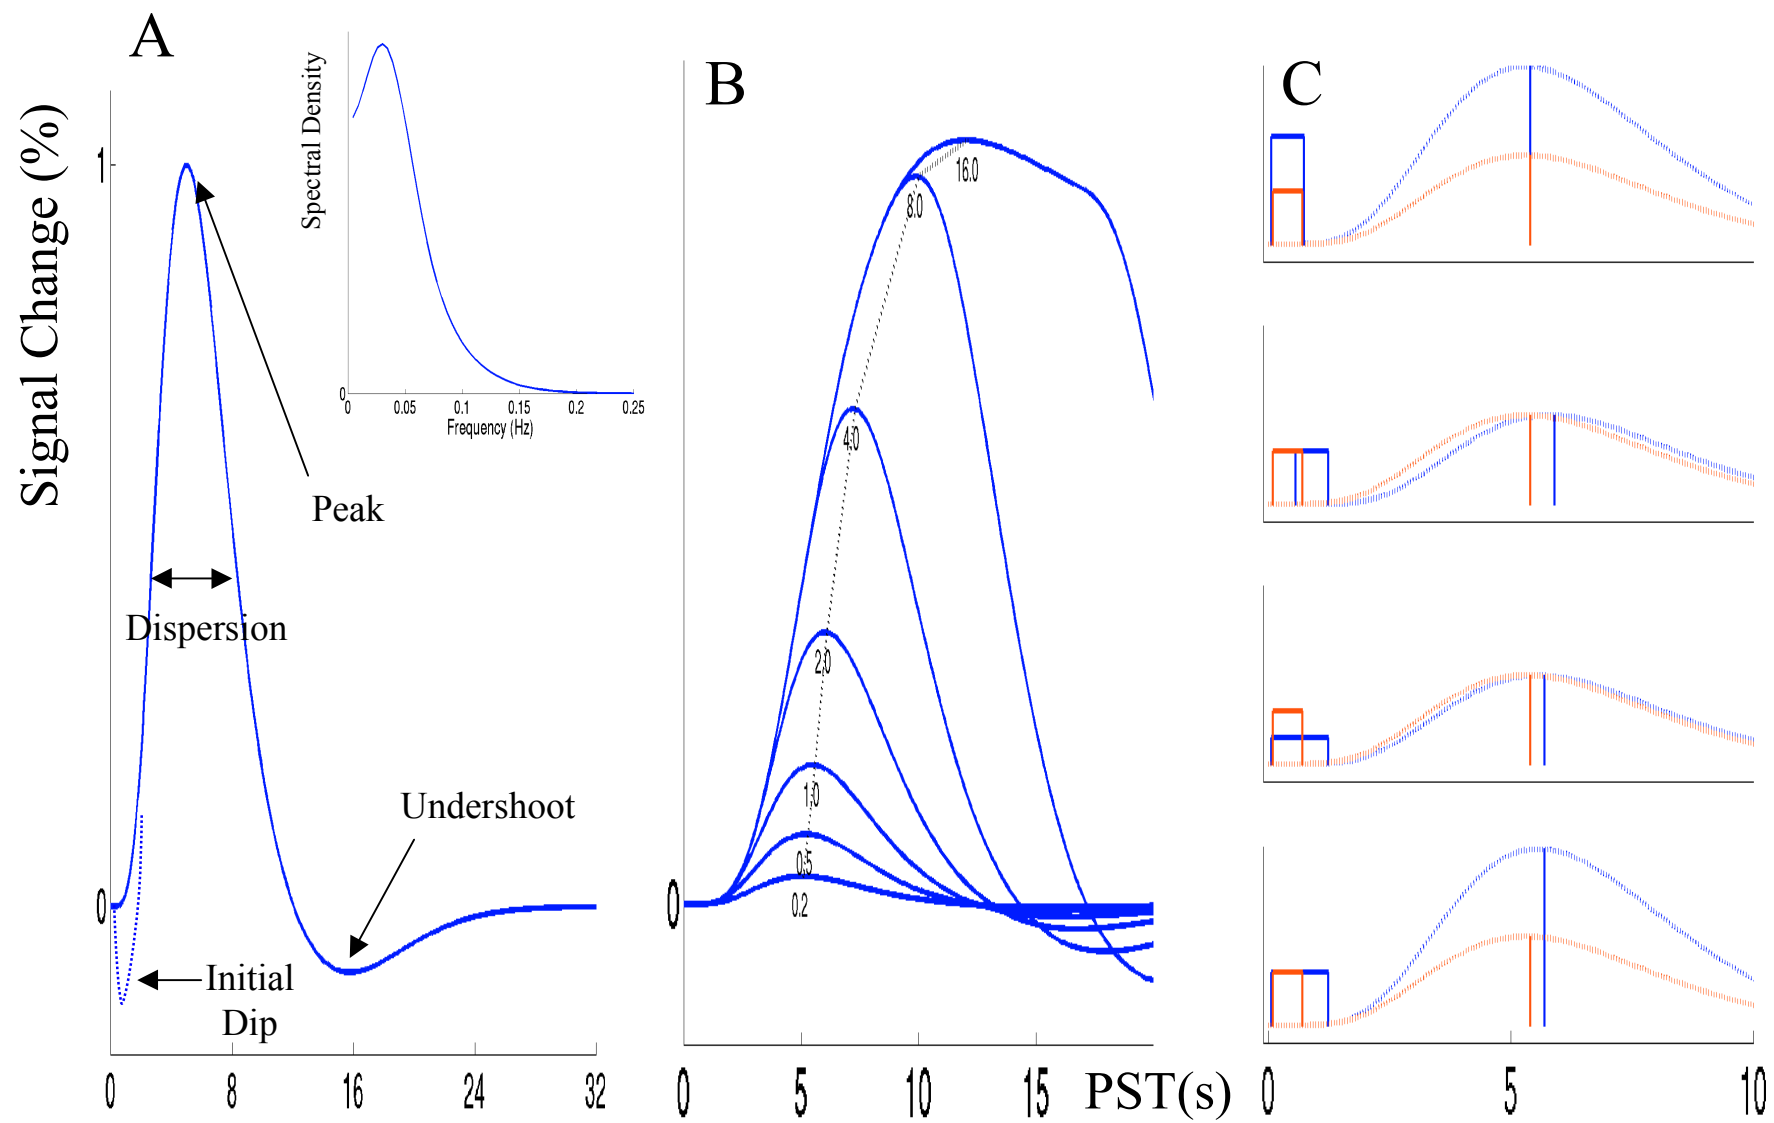 A
Signal Change (%)
1
0
Peak
Dispersion
Undershoot
Initial
Dip
0 8 16 24 32
Spectral Density
0
0 0.05 0.1 0.15 0.2 0.25
Frequency (Hz)
B
16.0
8.0
4.0
2.0
1.0
0.5
0.2
0
0 5 10 15
PST(s)
C
0 5 10